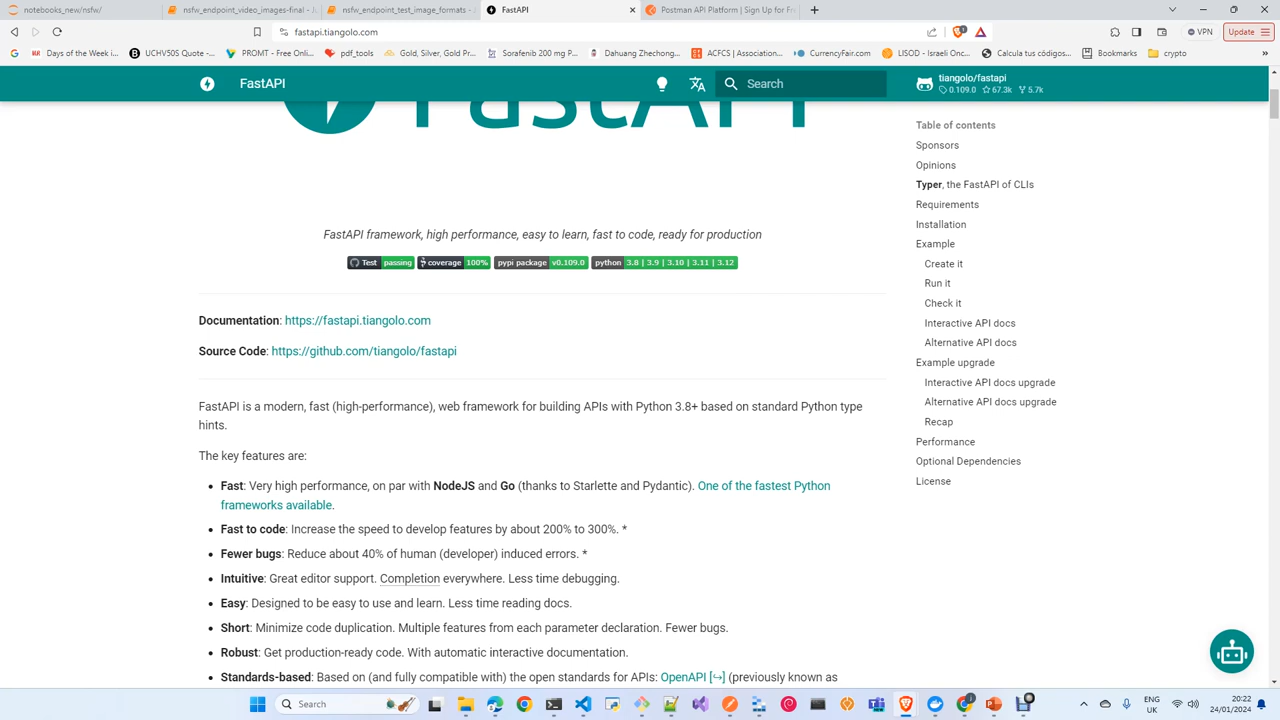 notebooks_new/nsfw/
nsfw_endpoint_video_images-final
nsfw_endpoint_test_image_formats
FastAPI
Postman API Platform | Sign Up for Fre
fastapi.tiangolo.com
VPN
Update
Days of the Week i...
UCHV50S Quote -...
PROMT - Free Onli...
pdf_tools
Gold, Silver, Gold Pr...
Sorafenib 200 mg P...
Dahuang Zhechong...
ACFCS | Association...
CurrencyFair.com
LISOD - Israeli Onc...
Calcula tus códigos...
Bookmarks
crypto
FastAPI
Search
tiangolo/fastapi
0.109.0 67.3k 5.7k
FastAPI
FastAPI framework, high performance, easy to learn, fast to code, ready for production
Test passing coverage 100% pypi package v0.109.0 python 3.8 | 3.9 | 3.10 | 3.11 | 3.12
Documentation: https://fastapi.tiangolo.com
Source Code: https://github.com/tiangolo/fastapi
FastAPI is a modern, fast (high-performance), web framework for building APIs with Python 3.8+ based on standard Python type
hints.
The key features are:
• Fast: Very high performance, on par with NodeJS and Go (thanks to Starlette and Pydantic). One of the fastest Python
frameworks available.
• Fast to code: Increase the speed to develop features by about 200% to 300%. *
• Fewer bugs: Reduce about 40% of human (developer) induced errors. *
• Intuitive: Great editor support. Completion everywhere. Less time debugging.
• Easy: Designed to be easy to use and learn. Less time reading docs.
• Short: Minimize code duplication. Multiple features from each parameter declaration. Fewer bugs.
• Robust: Get production-ready code. With automatic interactive documentation.
• Standards-based: Based on (and fully compatible with) the open standards for APIs: OpenAPI [↪] (previously known as
Table of contents
Sponsors
Opinions
Typer, the FastAPI of CLIs
Requirements
Installation
Example
Create it
Run it
Check it
Interactive API docs
Alternative API docs
Example upgrade
Interactive API docs upgrade
Alternative API docs upgrade
Recap
Performance
Optional Dependencies
License
Search
ENG
UK
20:22
24/01/2024